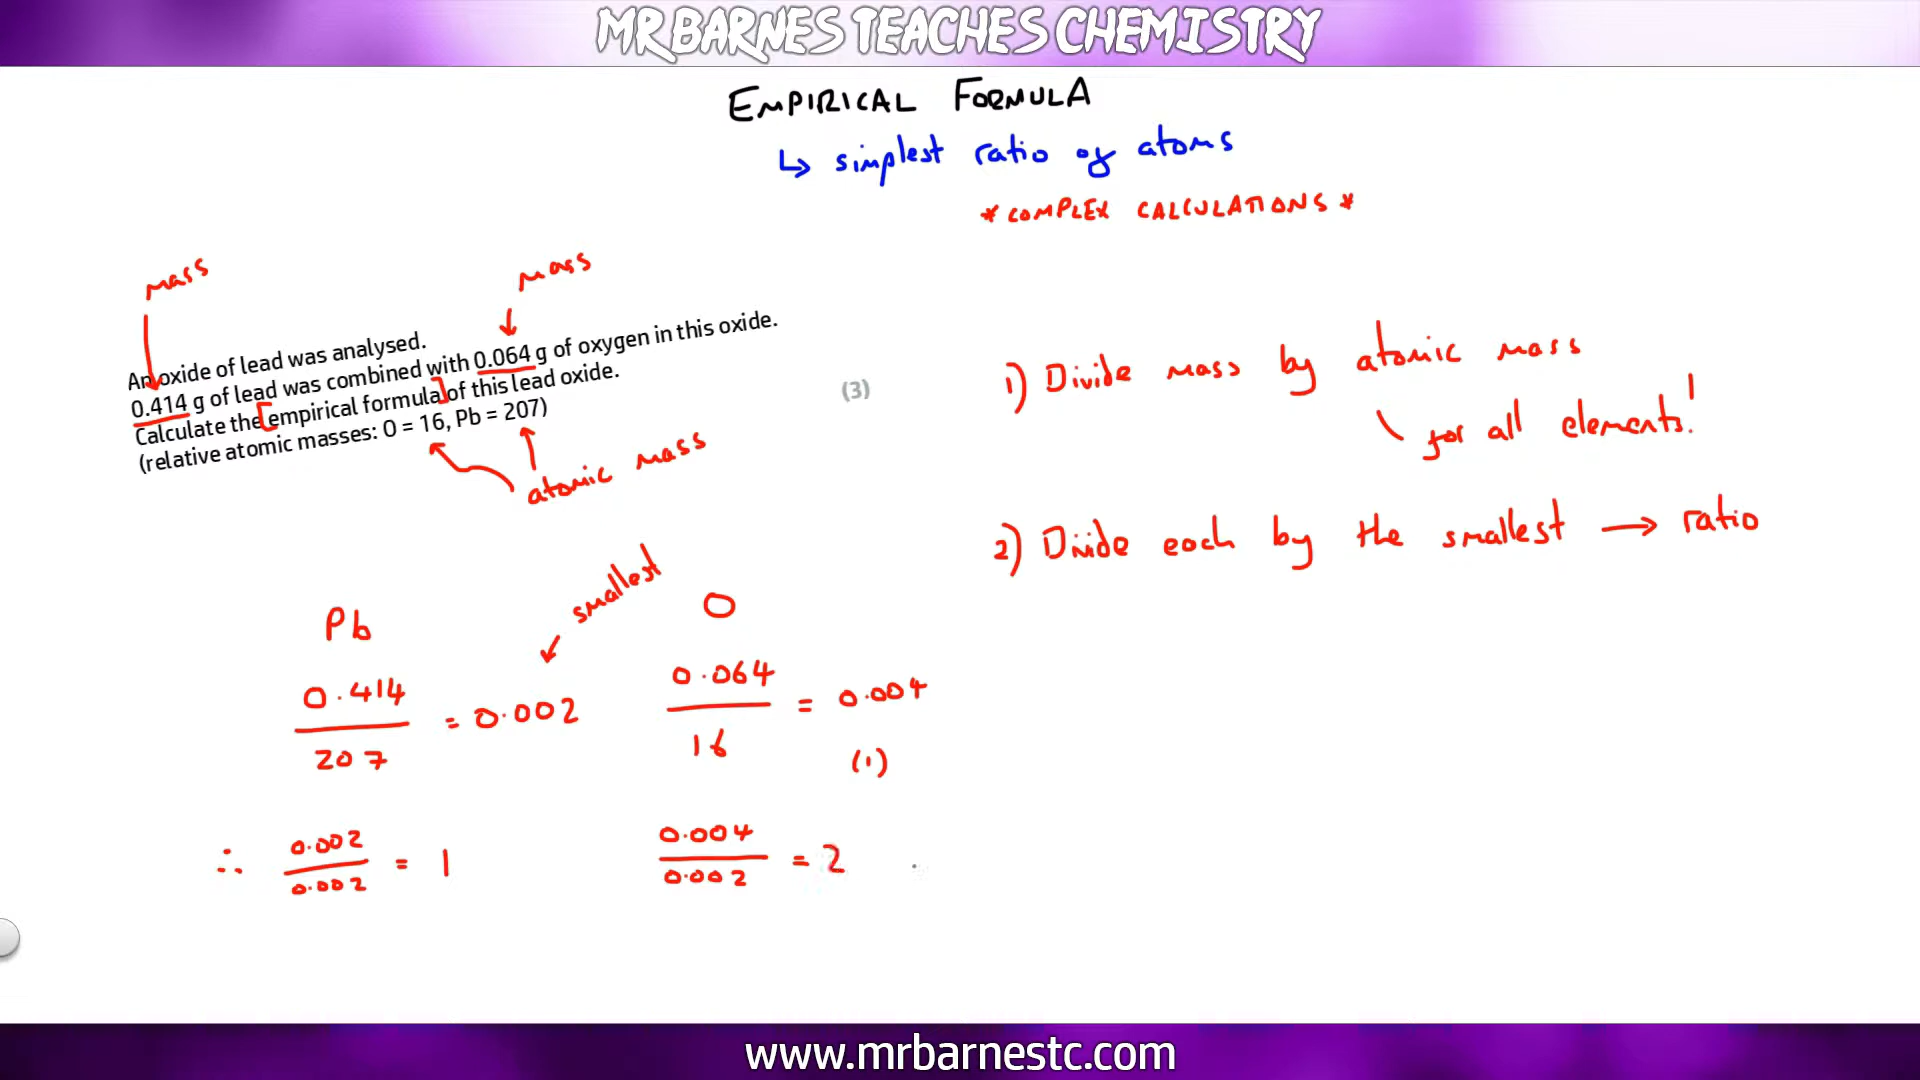 MR BARNES TEACHES CHEMISTRY
EMPIRICAL FORMULA
↳ simplest ratio of atoms
* COMPLEX CALCULATIONS *
mass
mass
An oxide of lead was analysed.
0.414 g of lead was combined with 0.064 g of oxygen in this oxide.
Calculate the [empirical formula] of this lead oxide.
(relative atomic masses: O = 16, Pb = 207)
(3)
atomic mass
1) Divide mass by atomic mass
for all elements!
2) Divide each by the smallest → ratio
smallest
Pb
O
0.414
207
= 0.002
0.064
16
= 0.004
(1)
∴ 0.002
0.002
= 1
0.004
0.002
= 2
www.mrbarnestc.com